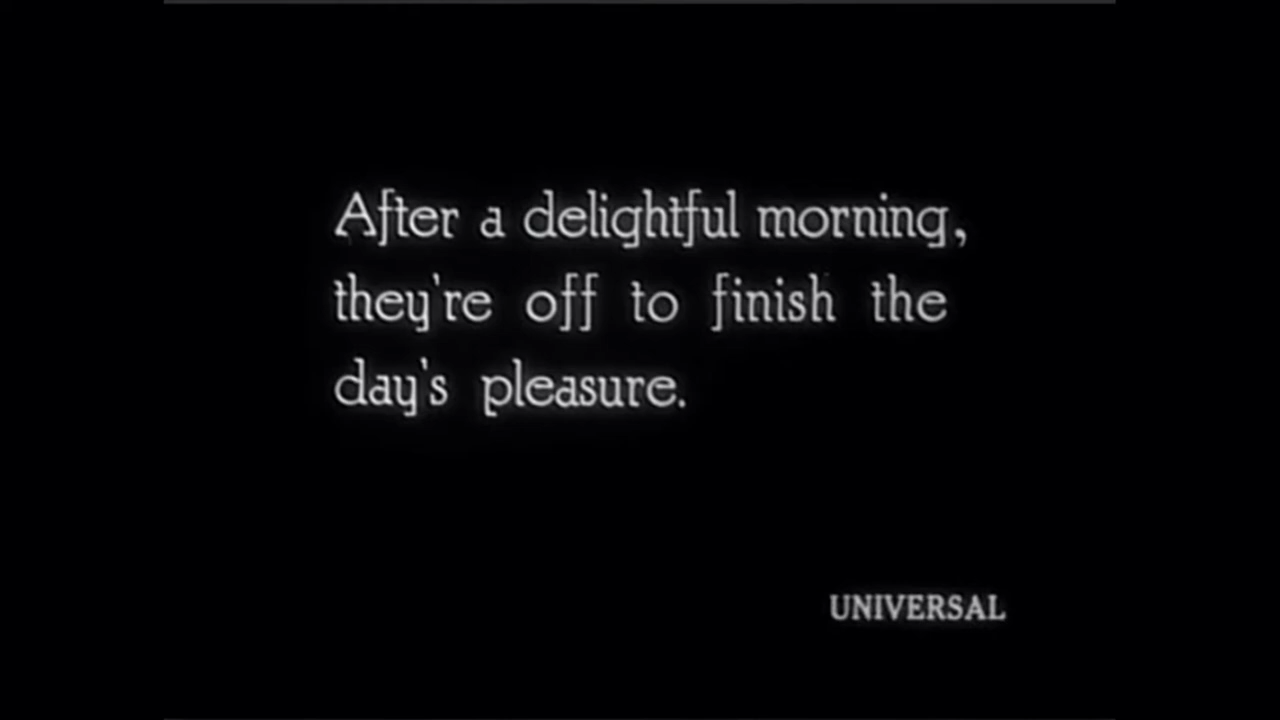 After a delightful morning,
they're off to finish the
day's pleasure.
UNIVERSAL